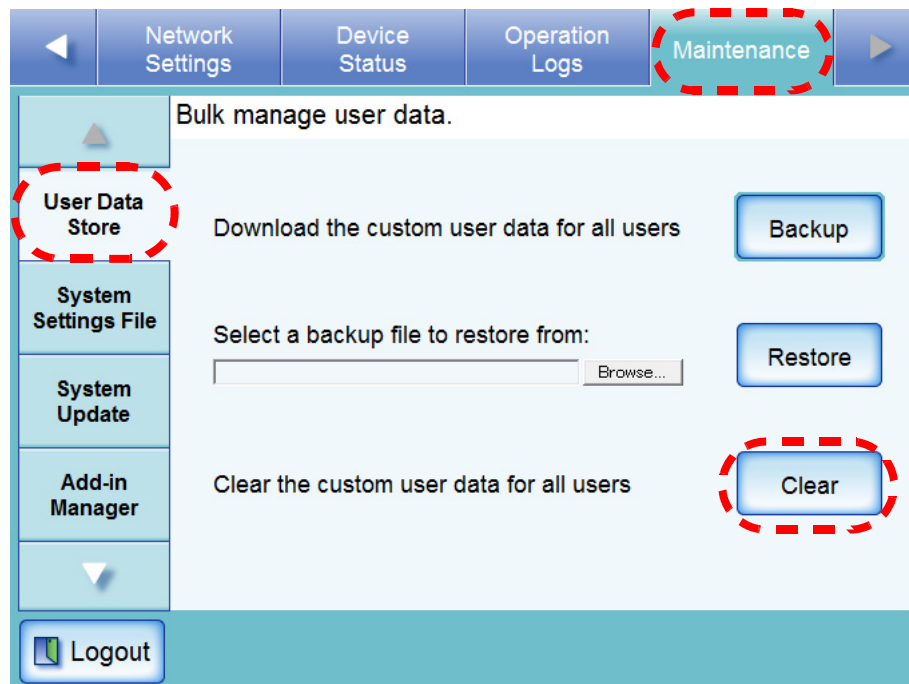 Network
Settings
Device
Status
Operation
Logs
Maintenance
Bulk manage user data.
User Data
Store
Download the custom user data for all users
Backup
System
Settings File
Select a backup file to restore from:
Browse...
Restore
System
Update
Add-in
Manager
Clear the custom user data for all users
Clear
Logout